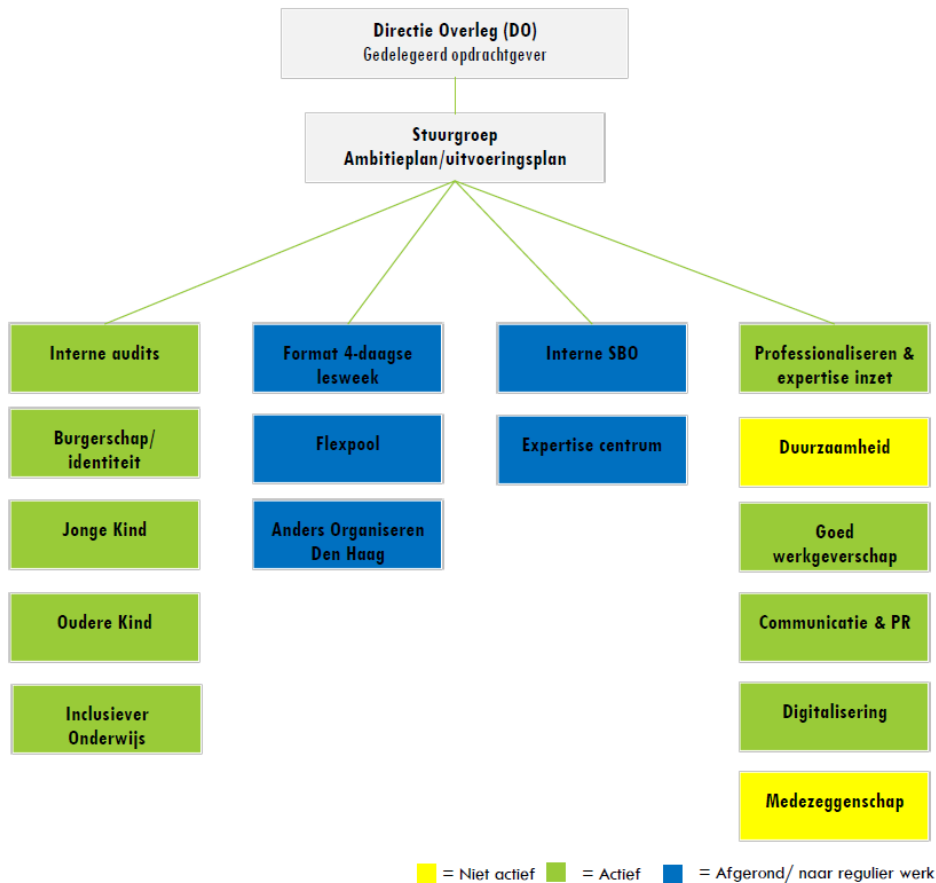 Directie Overleg (DO)
Gedelegeerd opdrachtgever
Stuurgroep
Ambitieplan/uitvoeringsplan
Interne audits
Burgerschap/
identiteit
Jonge Kind
Oudere Kind
Inclusiever
Onderwijs
Format 4-daagse
lesweek
Flexpool
Anders Organiseren
Den Haag
Interne SBO
Expertise centrum
Professionaliseren &
expertise inzet
Duurzaamheid
Goed
werkgeverschap
Communicatie & PR
Digitalisering
Medezeggenschap
= Niet actief = Actief = Afgerond/ naar regulier werk